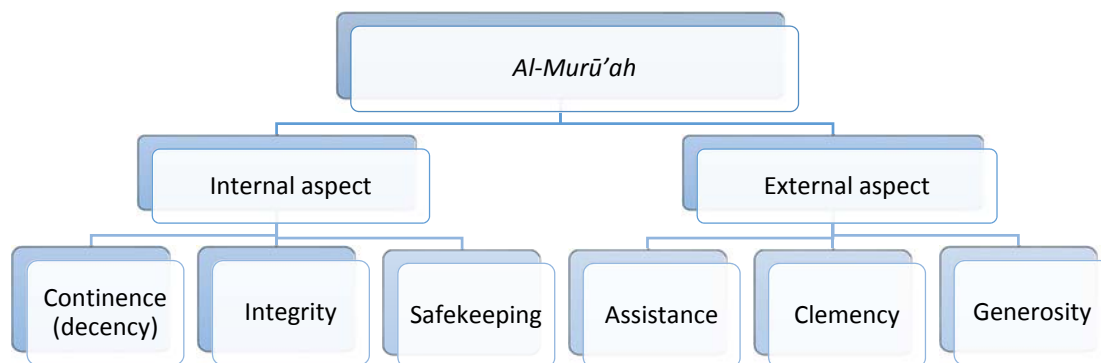 Al-Murū’ah
Internal aspect
External aspect
Continence
(decency)
Integrity
Safekeeping
Assistance
Clemency
Generosity